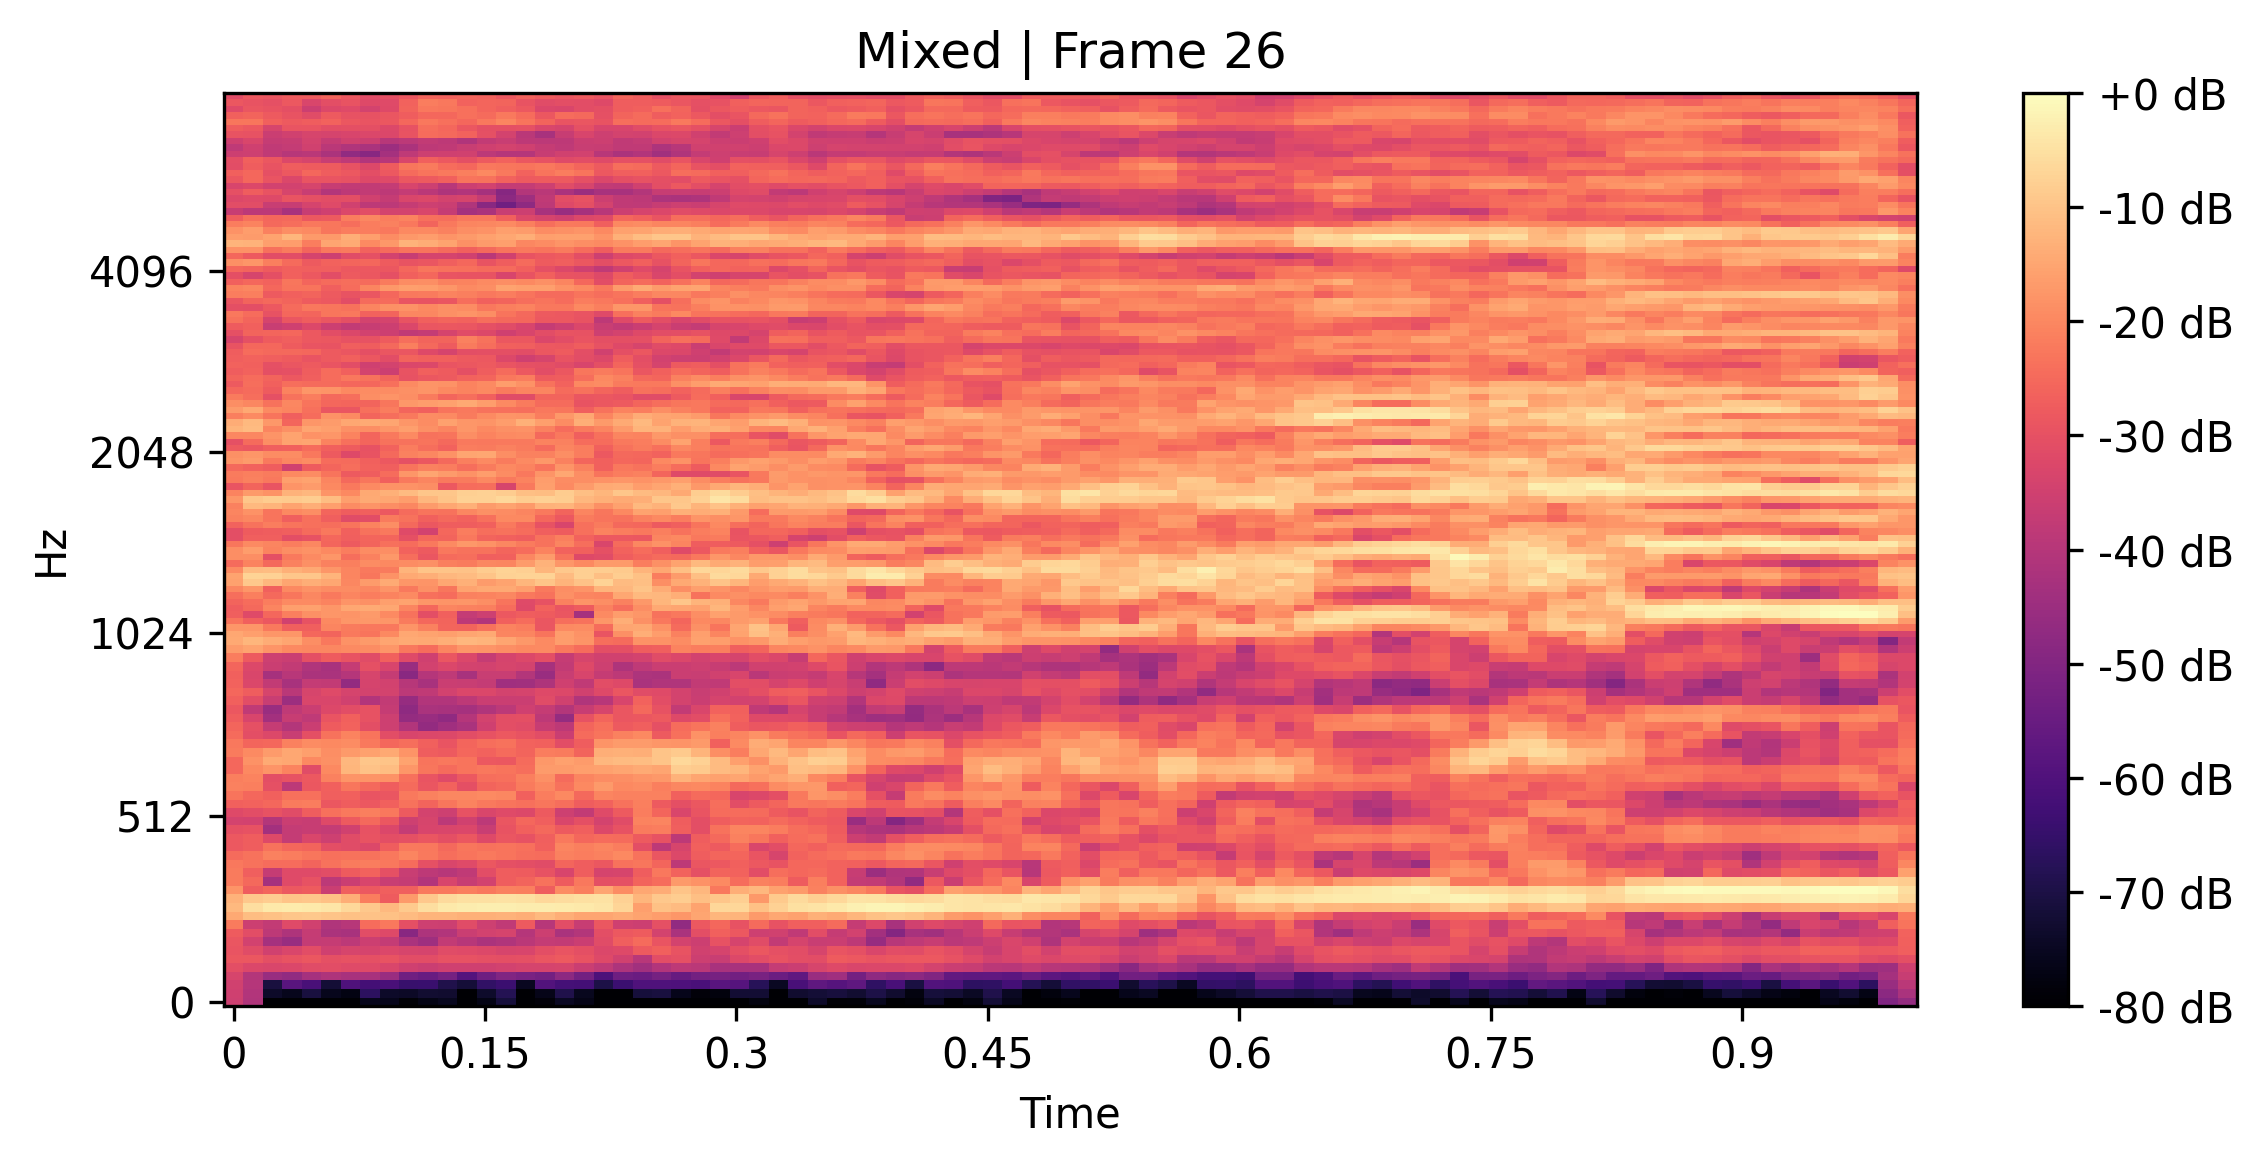 Mixed | Frame 26
Hz
4096
2048
1024
512
0
0 0.15 0.3 0.45 0.6 0.75 0.9
Time
+0 dB
-10 dB
-20 dB
-30 dB
-40 dB
-50 dB
-60 dB
-70 dB
-80 dB